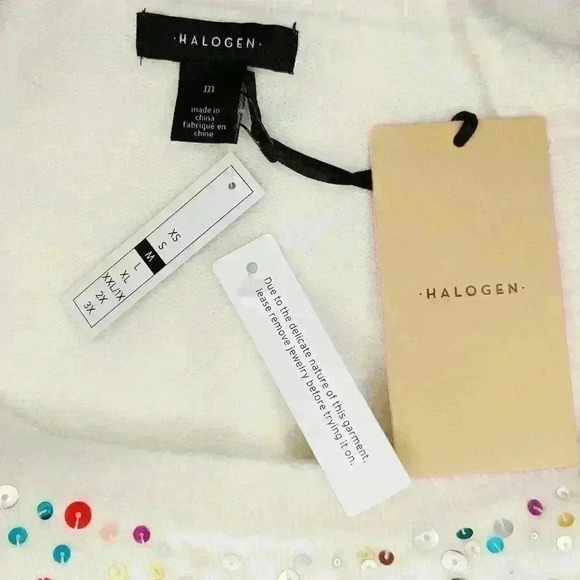 ·HALOGEN·
m
made in
china
fabriqué en
chine
XS
S
M
L
XL
XXL/1X
2X
3X
Due to the delicate nature of this garment,
lease remove jewelry before trying it on.
·HALOGEN·